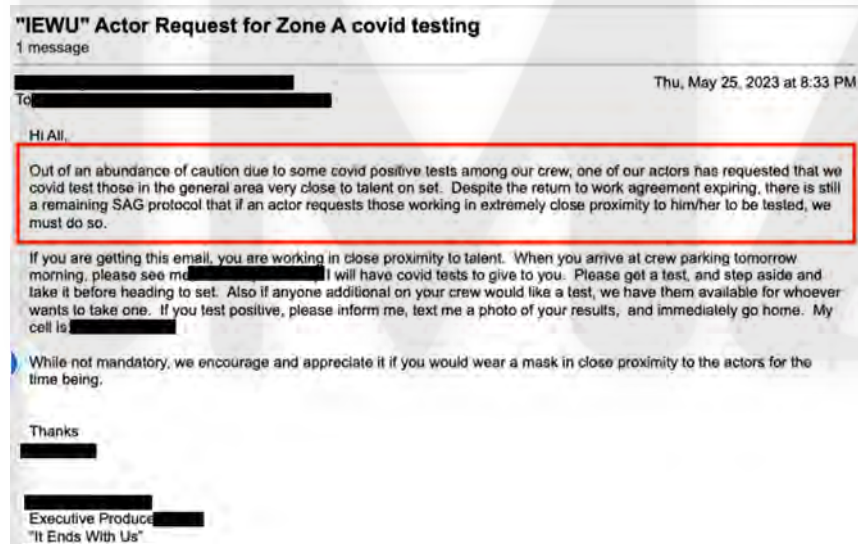 "IEWU" Actor Request for Zone A covid testing
1 message
Thu, May 25, 2023 at 8:33 PM
To
Hi All,
Out of an abundance of caution due to some covid positive tests among our crew, one of our actors has requested that we
covid test those in the general area very close to talent on set. Despite the return to work agreement expiring, there is still
a remaining SAG protocol that if an actor requests those working in extremely close proximity to him/her to be tested, we
must do so.
If you are getting this email, you are working in close proximity to talent. When you arrive at crew parking tomorrow
morning, please see me I will have covid tests to give to you. Please get a test, and step aside and
take it before heading to set. Also if anyone additional on your crew would like a test, we have them available for whoever
wants to take one. If you test positive, please inform me, text me a photo of your results, and immediately go home. My
cell is
While not mandatory, we encourage and appreciate it if you would wear a mask in close proximity to the actors for the
time being.
Thanks
Executive Produce
"It Ends With Us"